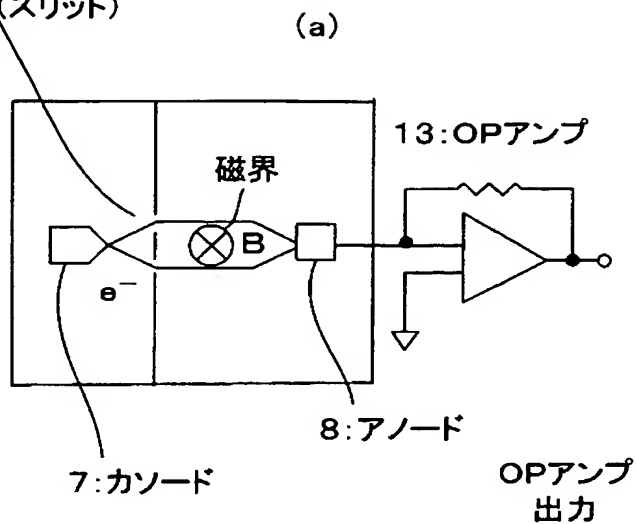 (スリット)
(a)
13:OPアンプ
磁界
B
e⁻
8:アノード
7:カソード
OPアンプ
出力